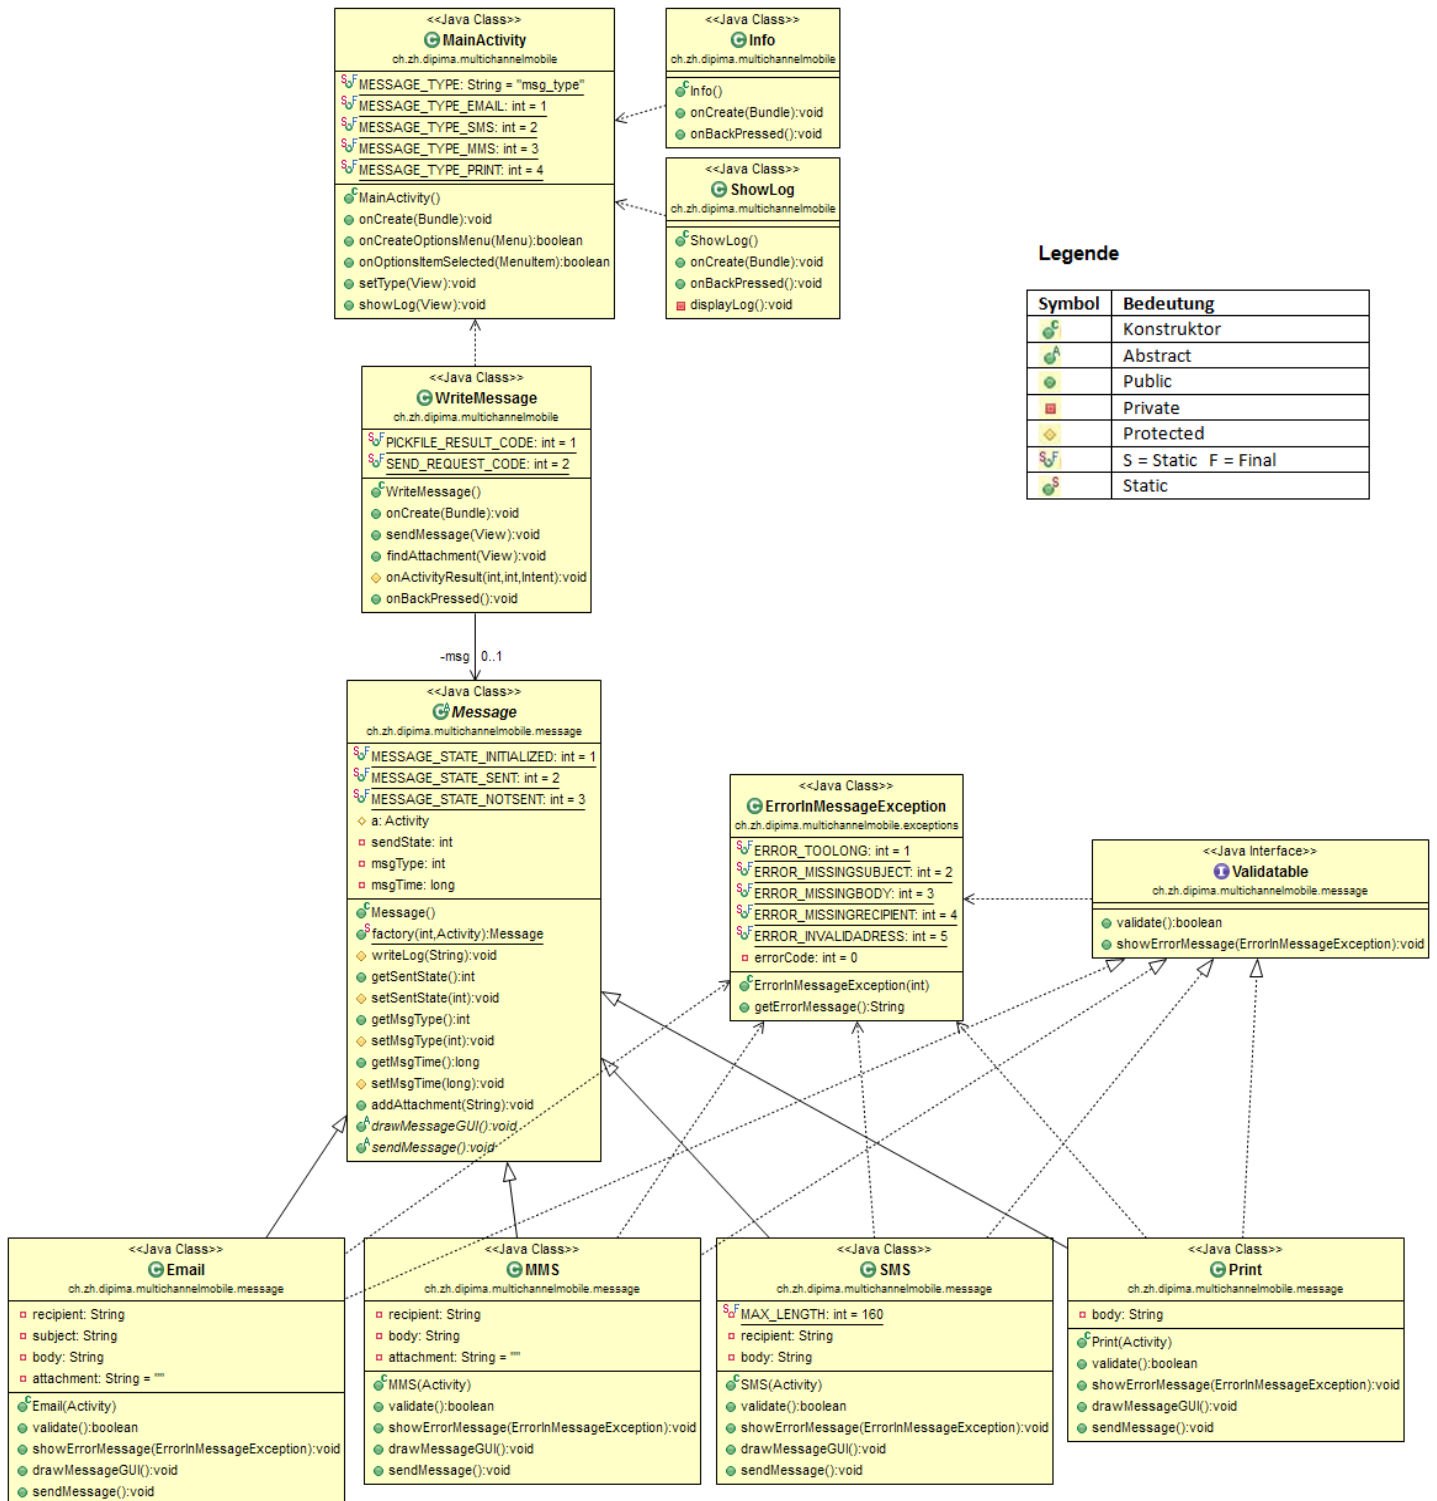 <<Java Class>>
MainActivity
ch.zh.dipima.multichannelmobile
MESSAGE_TYPE: String = "msg_type"
MESSAGE_TYPE_EMAIL: int = 1
MESSAGE_TYPE_SMS: int = 2
MESSAGE_TYPE_MMS: int = 3
MESSAGE_TYPE_PRINT: int = 4
MainActivity()
onCreate(Bundle):void
onCreateOptionsMenu(Menu):boolean
onOptionsItemSelected(MenuItem):boolean
setType(View):void
showLog(View):void
<<Java Class>>
Info
ch.zh.dipima.multichannelmobile
Info()
onCreate(Bundle):void
onBackPressed():void
<<Java Class>>
ShowLog
ch.zh.dipima.multichannelmobile
ShowLog()
onCreate(Bundle):void
onBackPressed():void
displayLog():void
Legende
Symbol Bedeutung
Konstruktor
Abstract
Public
Private
Protected
S = Static F = Final
Static
<<Java Class>>
WriteMessage
ch.zh.dipima.multichannelmobile
PICKFILE_RESULT_CODE: int = 1
SEND_REQUEST_CODE: int = 2
WriteMessage()
onCreate(Bundle):void
sendMessage(View):void
findAttachment(View):void
onActivityResult(int,int,Intent):void
onBackPressed():void
-msg 0..1
<<Java Class>>
Message
ch.zh.dipima.multichannelmobile.message
MESSAGE_STATE_INITIALIZED: int = 1
MESSAGE_STATE_SENT: int = 2
MESSAGE_STATE_NOTSENT: int = 3
a: Activity
sendState: int
msgType: int
msgTime: long
Message()
factory(int,Activity):Message
writeLog(String):void
getSentState():int
setSentState(int):void
getMsgType():int
setMsgType(int):void
getMsgTime():long
setMsgTime(long):void
addAttachment(String):void
drawMessageGUI():void
sendMessage():void
<<Java Class>>
ErrorInMessageException
ch.zh.dipima.multichannelmobile.exceptions
ERROR_TOOLONG: int = 1
ERROR_MISSINGSUBJECT: int = 2
ERROR_MISSINGBODY: int = 3
ERROR_MISSINGRECIPIENT: int = 4
ERROR_INVALIDADRESS: int = 5
errorCode: int = 0
ErrorInMessageException(int)
getErrorMessage():String
<<Java Interface>>
Validatable
ch.zh.dipima.multichannelmobile.message
validate():boolean
showErrorMessage(ErrorInMessageException):void
<<Java Class>>
Email
ch.zh.dipima.multichannelmobile.message
recipient: String
subject: String
body: String
attachment: String = ""
Email(Activity)
validate():boolean
showErrorMessage(ErrorInMessageException):void
drawMessageGUI():void
sendMessage():void
<<Java Class>>
MMS
ch.zh.dipima.multichannelmobile.message
recipient: String
body: String
attachment: String = ""
MMS(Activity)
validate():boolean
showErrorMessage(ErrorInMessageException):void
drawMessageGUI():void
sendMessage():void
<<Java Class>>
SMS
ch.zh.dipima.multichannelmobile.message
MAX_LENGTH: int = 160
recipient: String
body: String
SMS(Activity)
validate():boolean
showErrorMessage(ErrorInMessageException):void
drawMessageGUI():void
sendMessage():void
<<Java Class>>
Print
ch.zh.dipima.multichannelmobile.message
body: String
Print(Activity)
validate():boolean
showErrorMessage(ErrorInMessageException):void
drawMessageGUI():void
sendMessage():void